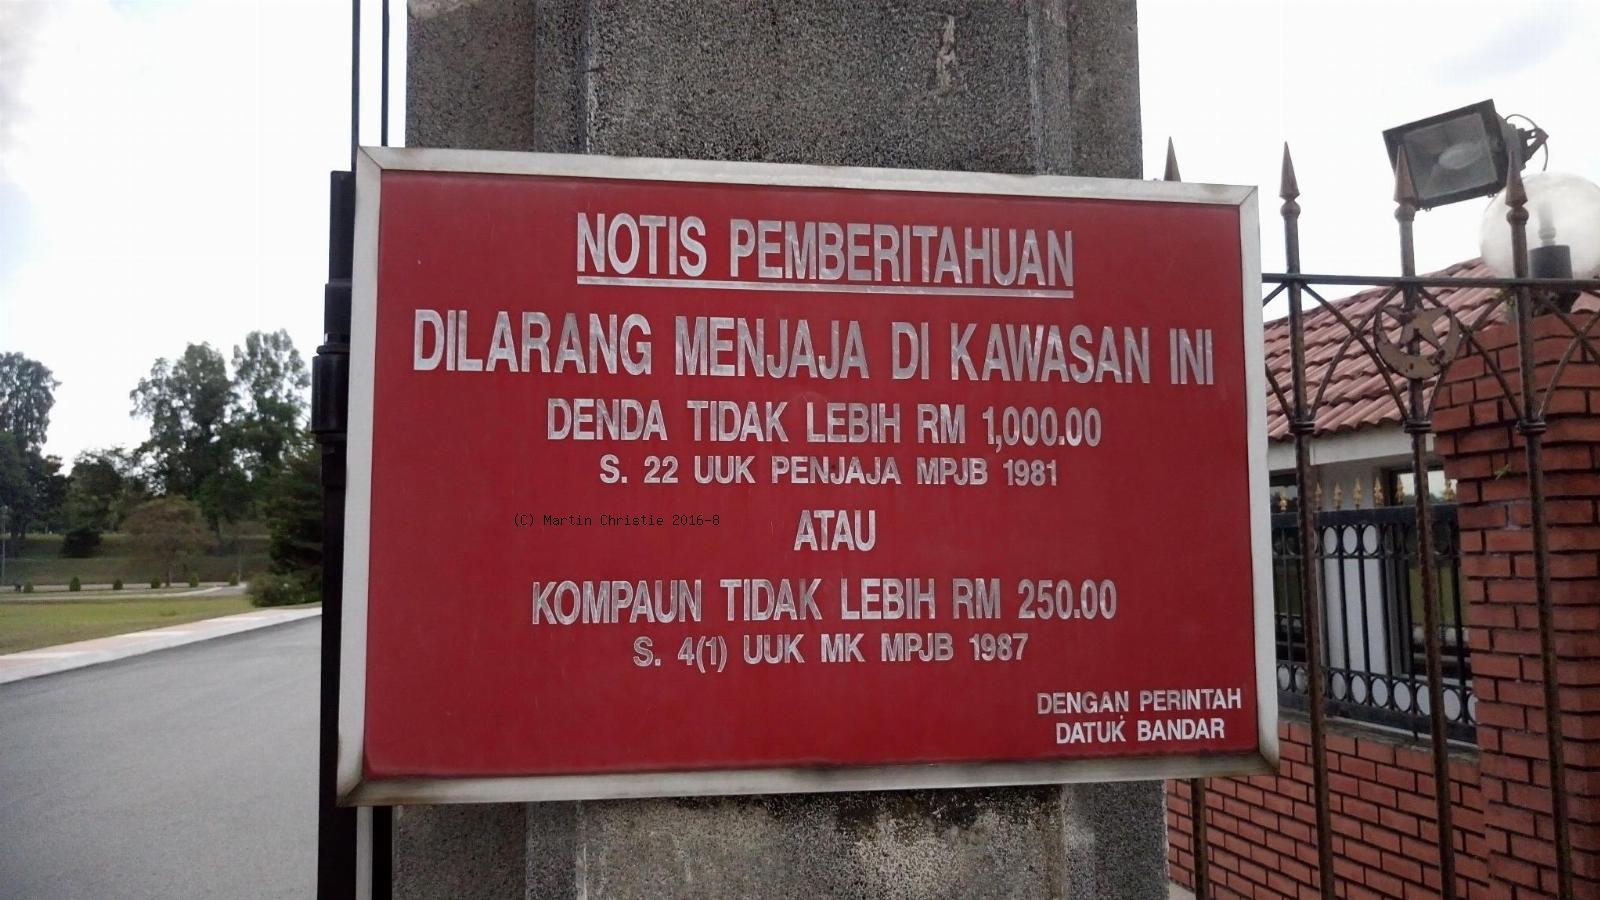 NOTIS PEMBERITAHUAN
DILARANG MENJAJA DI KAWASAN INI
DENDA TIDAK LEBIH RM 1,000.00
S. 22 UUK PENJAJA MPJB 1981
(C) Martin Christie 2016-8
ATAU
KOMPAUN TIDAK LEBIH RM 250.00
S. 4(1) UUK MK MPJB 1987
DENGAN PERINTAH
DATUK BANDAR